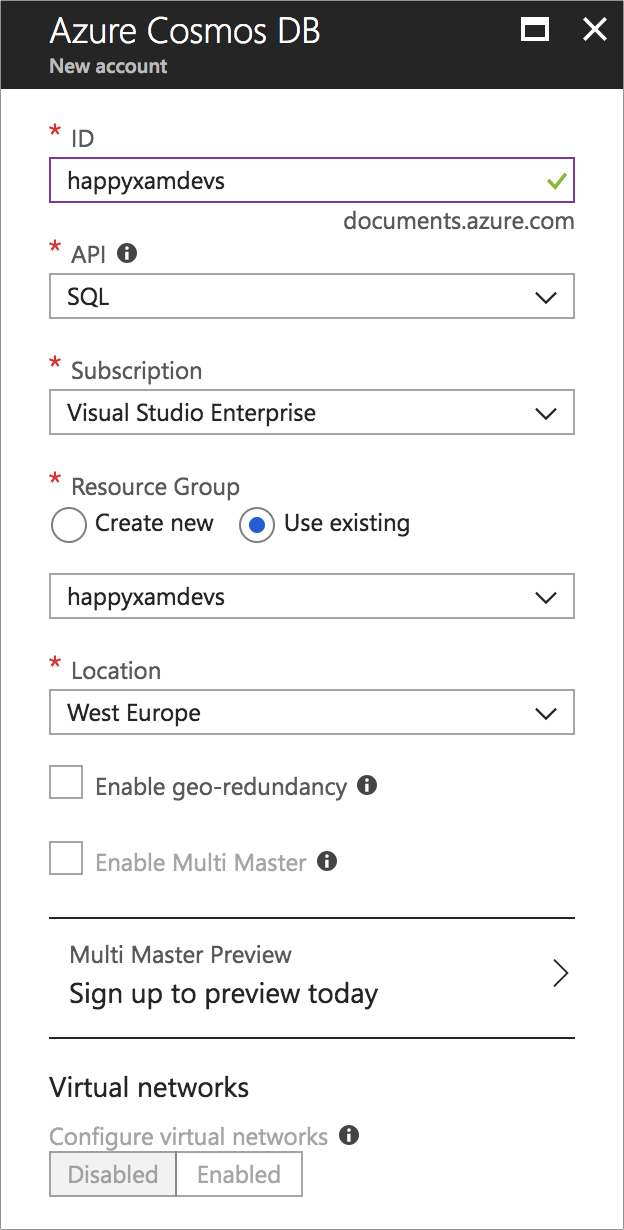 Azure Cosmos DB
New account
* ID
happyxamdevs
documents.azure.com
* API
SQL
* Subscription
Visual Studio Enterprise
* Resource Group
Create new Use existing
happyxamdevs
* Location
West Europe
Enable geo-redundancy
Enable Multi Master
Multi Master Preview
Sign up to preview today
Virtual networks
Configure virtual networks
Disabled Enabled